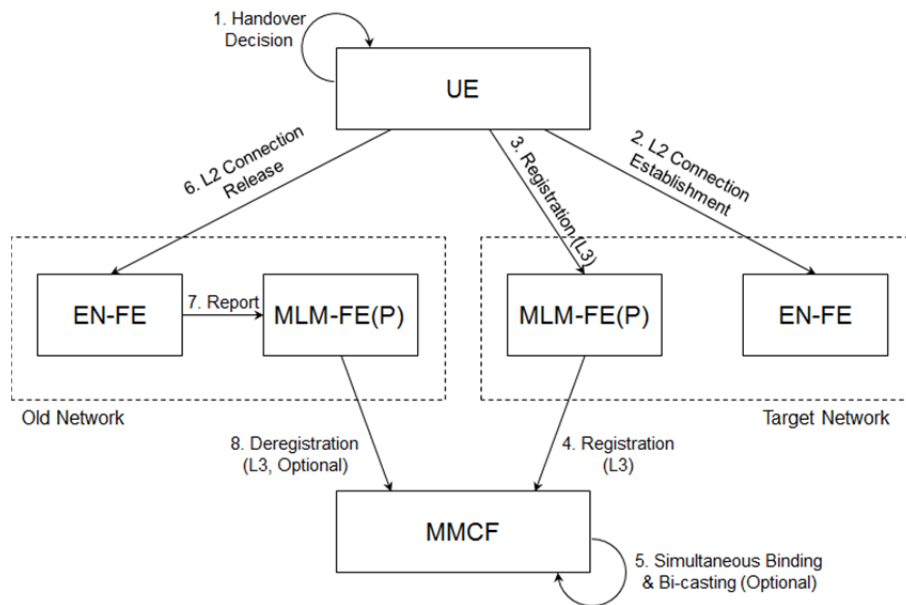 1. Handover
Decision
UE
6. L2 Connection
Release
3. Registration (L3)
2. L2 Connection
Establishment
EN-FE
7. Report
MLM-FE(P)
MLM-FE(P)
EN-FE
Old Network
Target Network
8. Deregistration
(L3, Optional)
4. Registration
(L3)
MMCF
5. Simultaneous Binding
& Bi-casting (Optional)